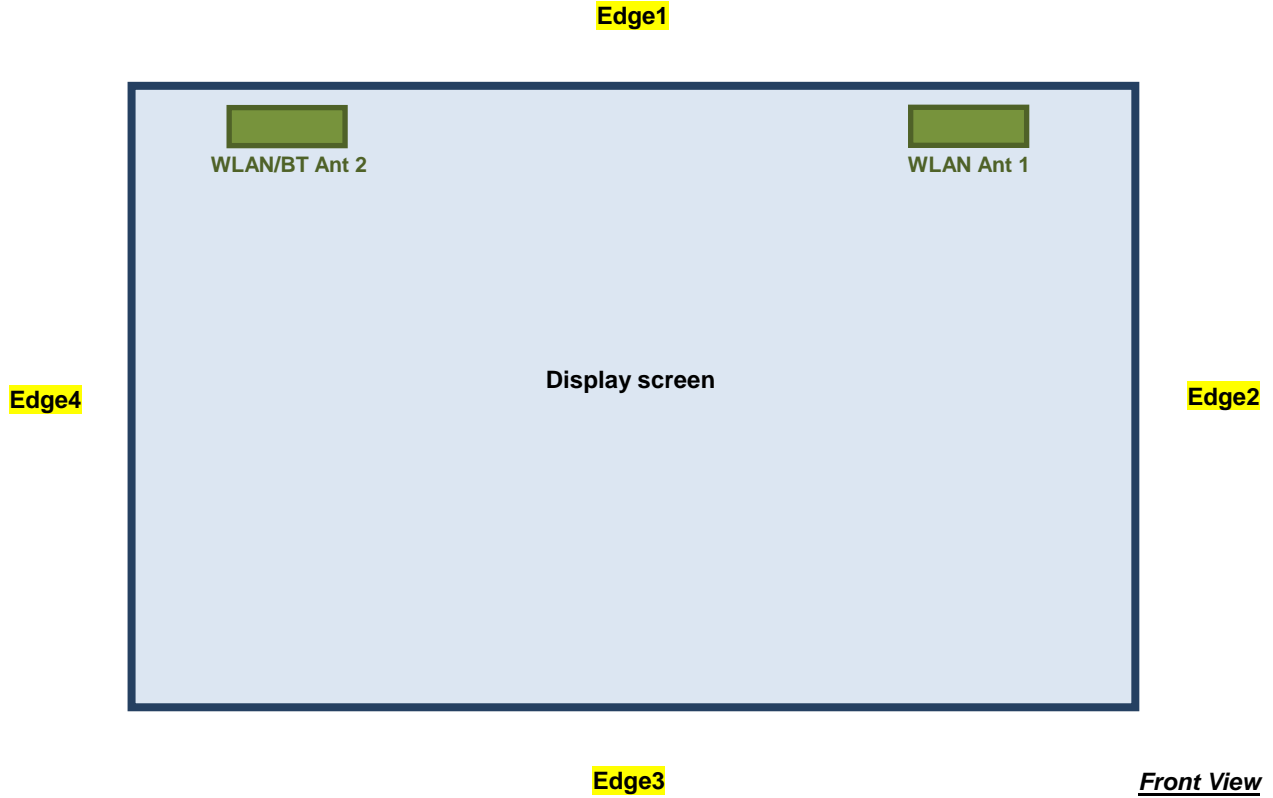 Edge1
WLAN/BT Ant 2
WLAN Ant 1
Display screen
Edge4
Edge2
Edge3
Front View